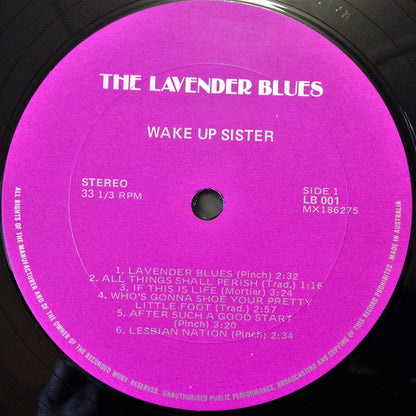 THE LAVENDER BLUES
WAKE UP SISTER
STEREO
33 1/3 RPM
SIDE 1
LB 001
MX186275
1. LAVENDER BLUES (Pinch) 2:32
2. ALL THINGS SHALL PERISH (Trad.) 1:16
3. IF THIS IS LIFE (Mortier) 3:24
4. WHO'S GONNA SHOE YOUR PRETTY
LITTLE FOOT (Trad.) 2:57
5. AFTER SUCH A GOOD START
(Pinch) 3:20
6. LESBIAN NATION (Pinch) 2:34
ALL RIGHTS OF THE MANUFACTURER AND OF THE OWNER OF THE RECORDED WORK RESERVED. UNAUTHORISED PUBLIC PERFORMANCE, BROADCASTING AND COPYING OF THIS RECORD PROHIBITED. MADE IN AUSTRALIA